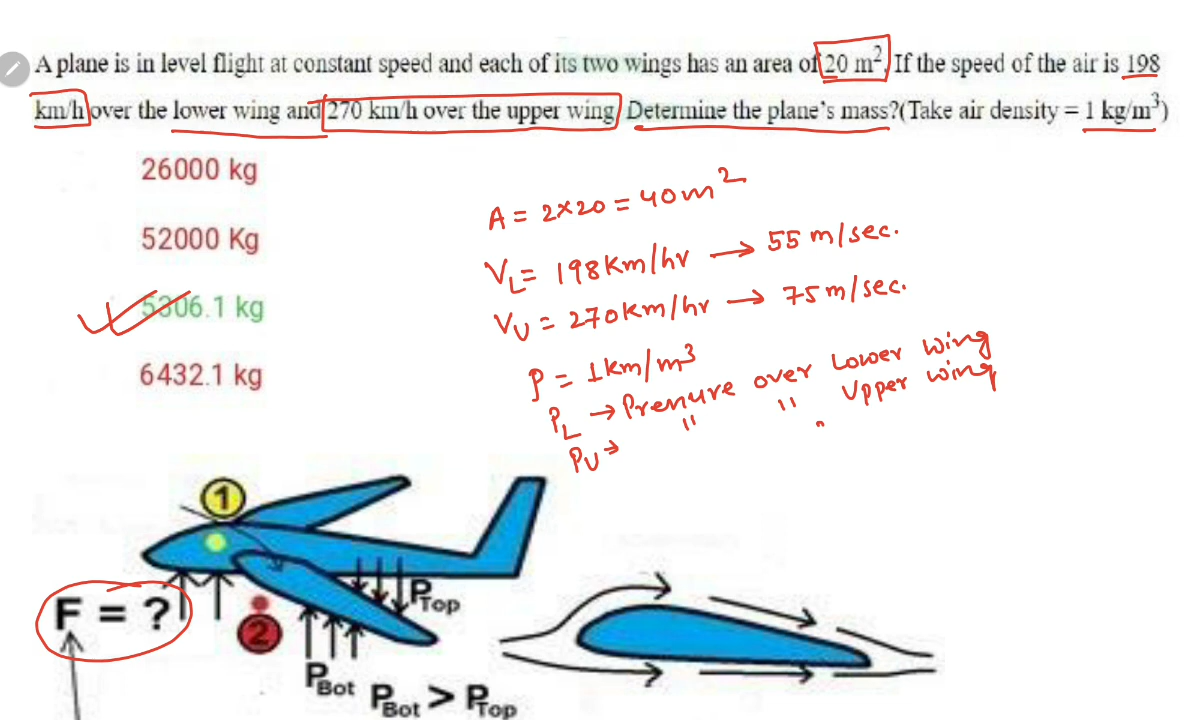 A plane is in level flight at constant speed and each of its two wings has an area of 20 m². If the speed of the air is 198
km/h over the lower wing and 270 km/h over the upper wing, Determine the plane's mass?(Take air density = 1 kg/m³)
26000 kg
52000 Kg
5306.1 kg
6432.1 kg
A = 2×20 = 40m²
V_L = 198Km/hr → 55 m/sec.
V_U = 270Km/hr → 75m/sec.
ρ = 1km/m³
P_L → Pressure over Lower wing
P_U → " " Upper wing
1
2
F = ?
PTop
PBot
PBot > PTop